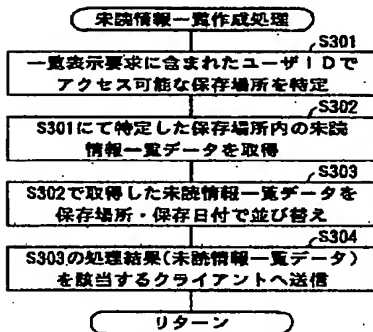 未読情報一覧作成処理
S301
一覧表示要求に含まれたユーザIDで
アクセス可能な保存場所を特定
S302
S301にて特定した保存場所内の未読
情報一覧データを取得
S303
S302で取得した未読情報一覧データを
保存場所・保存日付で並び替え
S304
S303の処理結果(未読情報一覧データ)
を該当するクライアントへ送信
リターン